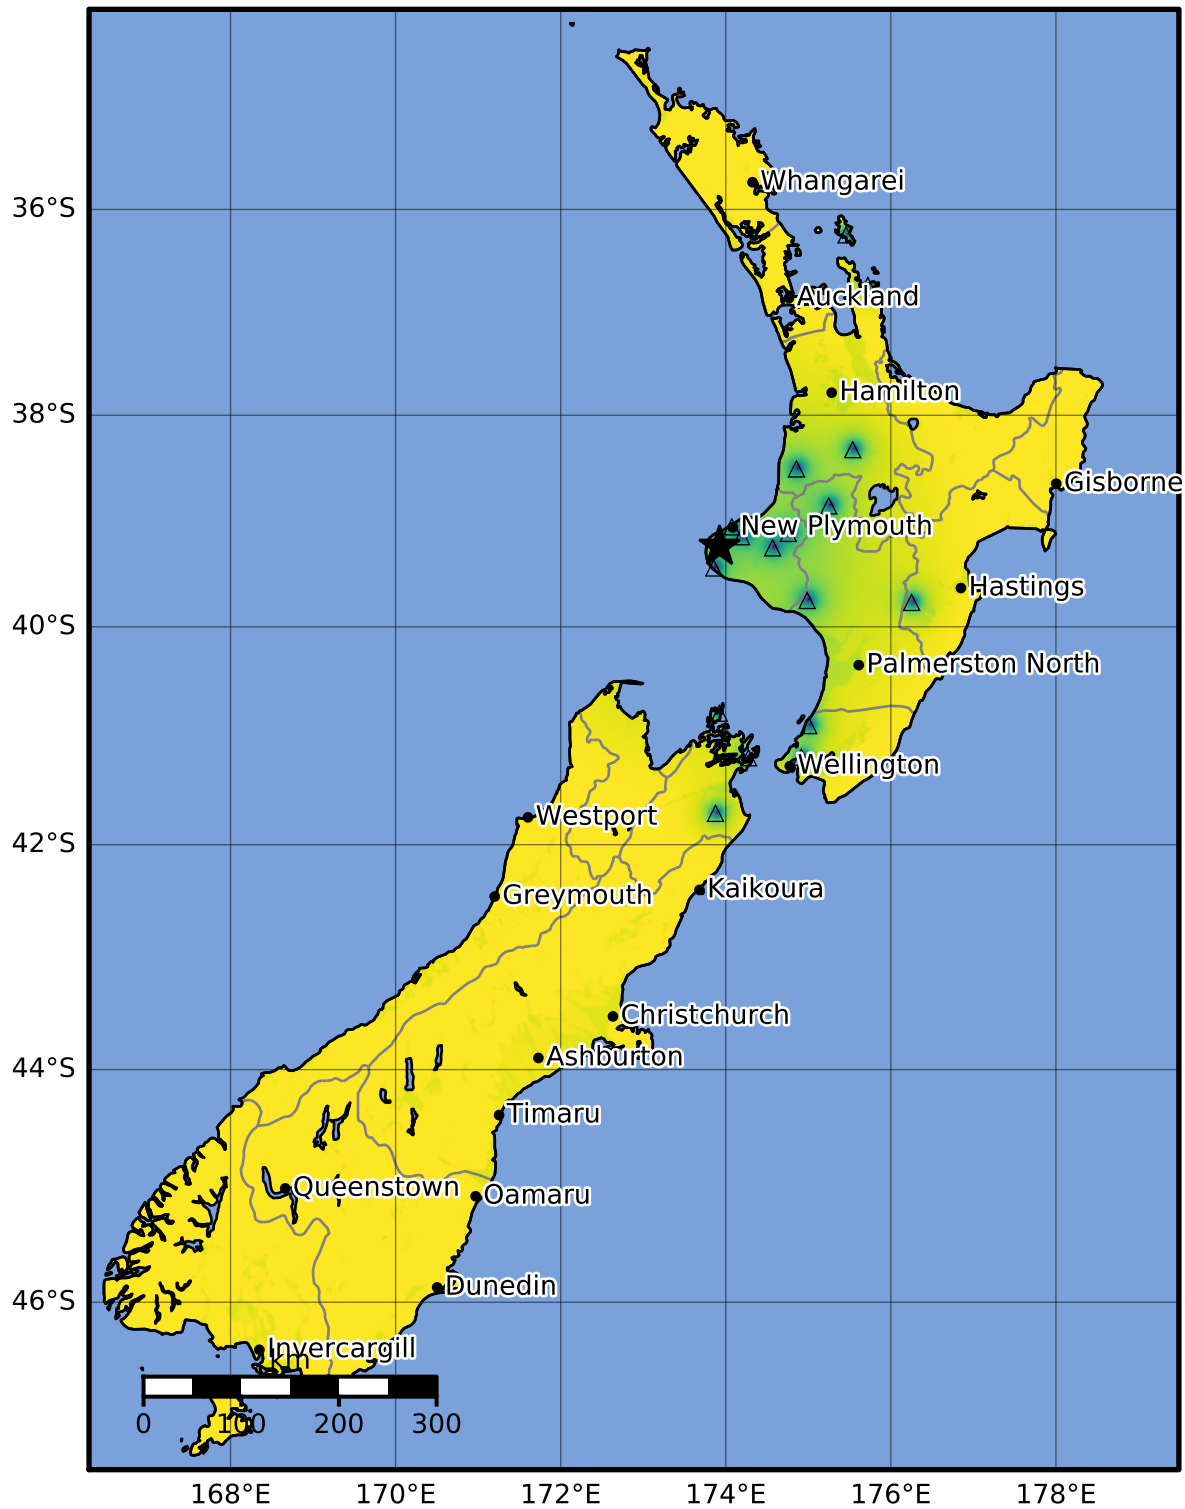 Whangarei
36°S
Auckland
Hamilton
38°S
Gisborne
New Plymouth
Hastings
40°S
Palmerston North
Wellington
Westport
42°S
Kaikoura
Greymouth
Christchurch
Ashburton
44°S
Timaru
Queenstown
Oamaru
Dunedin
46°S
Invercargill
km
0 100 200 300
168°E 170°E 172°E 174°E 176°E 178°E